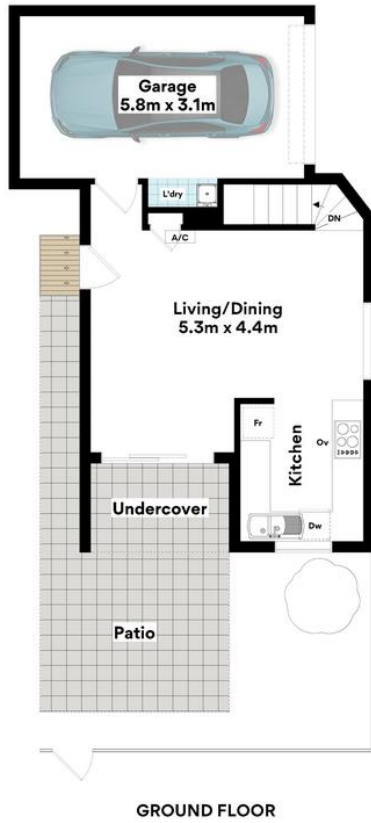 Garage
5.8m x 3.1m
L'dry
DN
A/C
Living/Dining
5.3m x 4.4m
Fr
Kitchen
Ov
Dw
Undercover
Patio
GROUND FLOOR